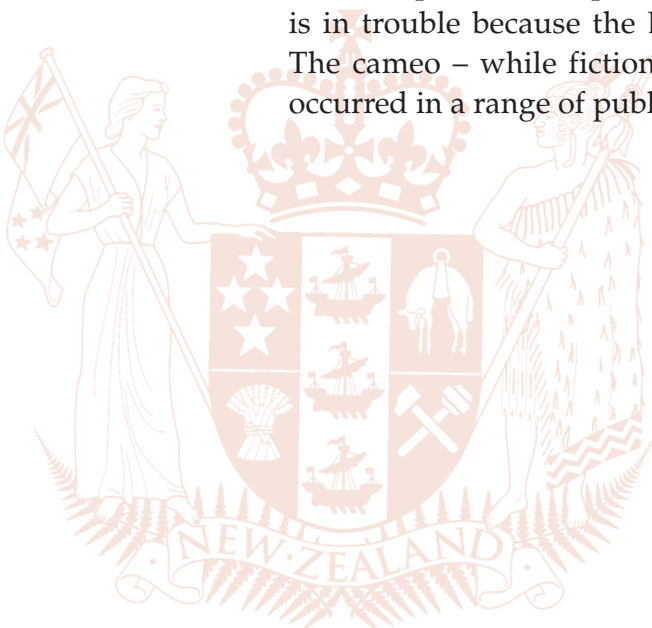 is in trouble because the
The cameo – while fiction
occurred in a range of publ
NEW·ZEALAND